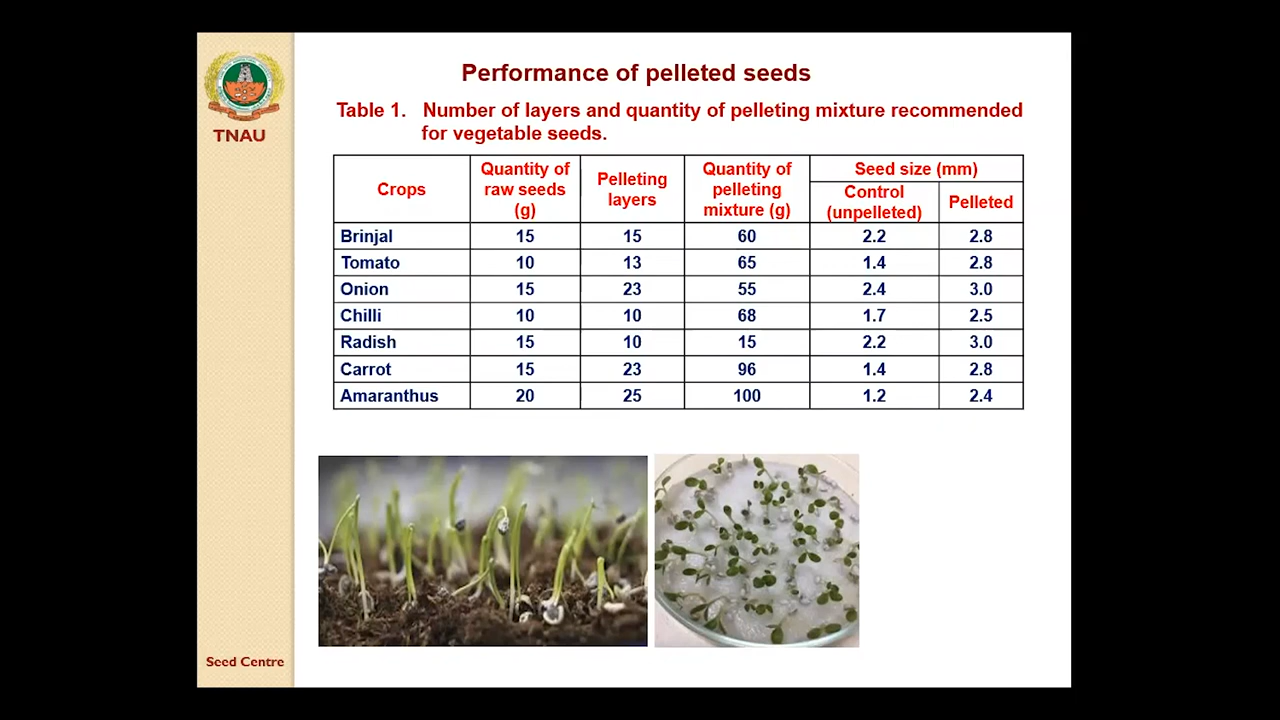 TNAU
Performance of pelleted seeds
Table 1. Number of layers and quantity of pelleting mixture recommended
for vegetable seeds.
Crops
Quantity of
raw seeds
(g)
Pelleting
layers
Quantity of
pelleting
mixture (g)
Seed size (mm)
Control
(unpelleted)
Pelleted
Brinjal 15 15 60 2.2 2.8
Tomato 10 13 65 1.4 2.8
Onion 15 23 55 2.4 3.0
Chilli 10 10 68 1.7 2.5
Radish 15 10 15 2.2 3.0
Carrot 15 23 96 1.4 2.8
Amaranthus 20 25 100 1.2 2.4
Seed Centre